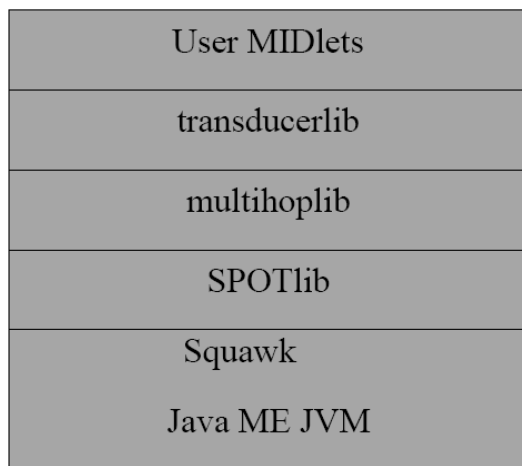 User MIDlets
transducerlib
multihoplib
SPOTlib
Squawk
Java ME JVM